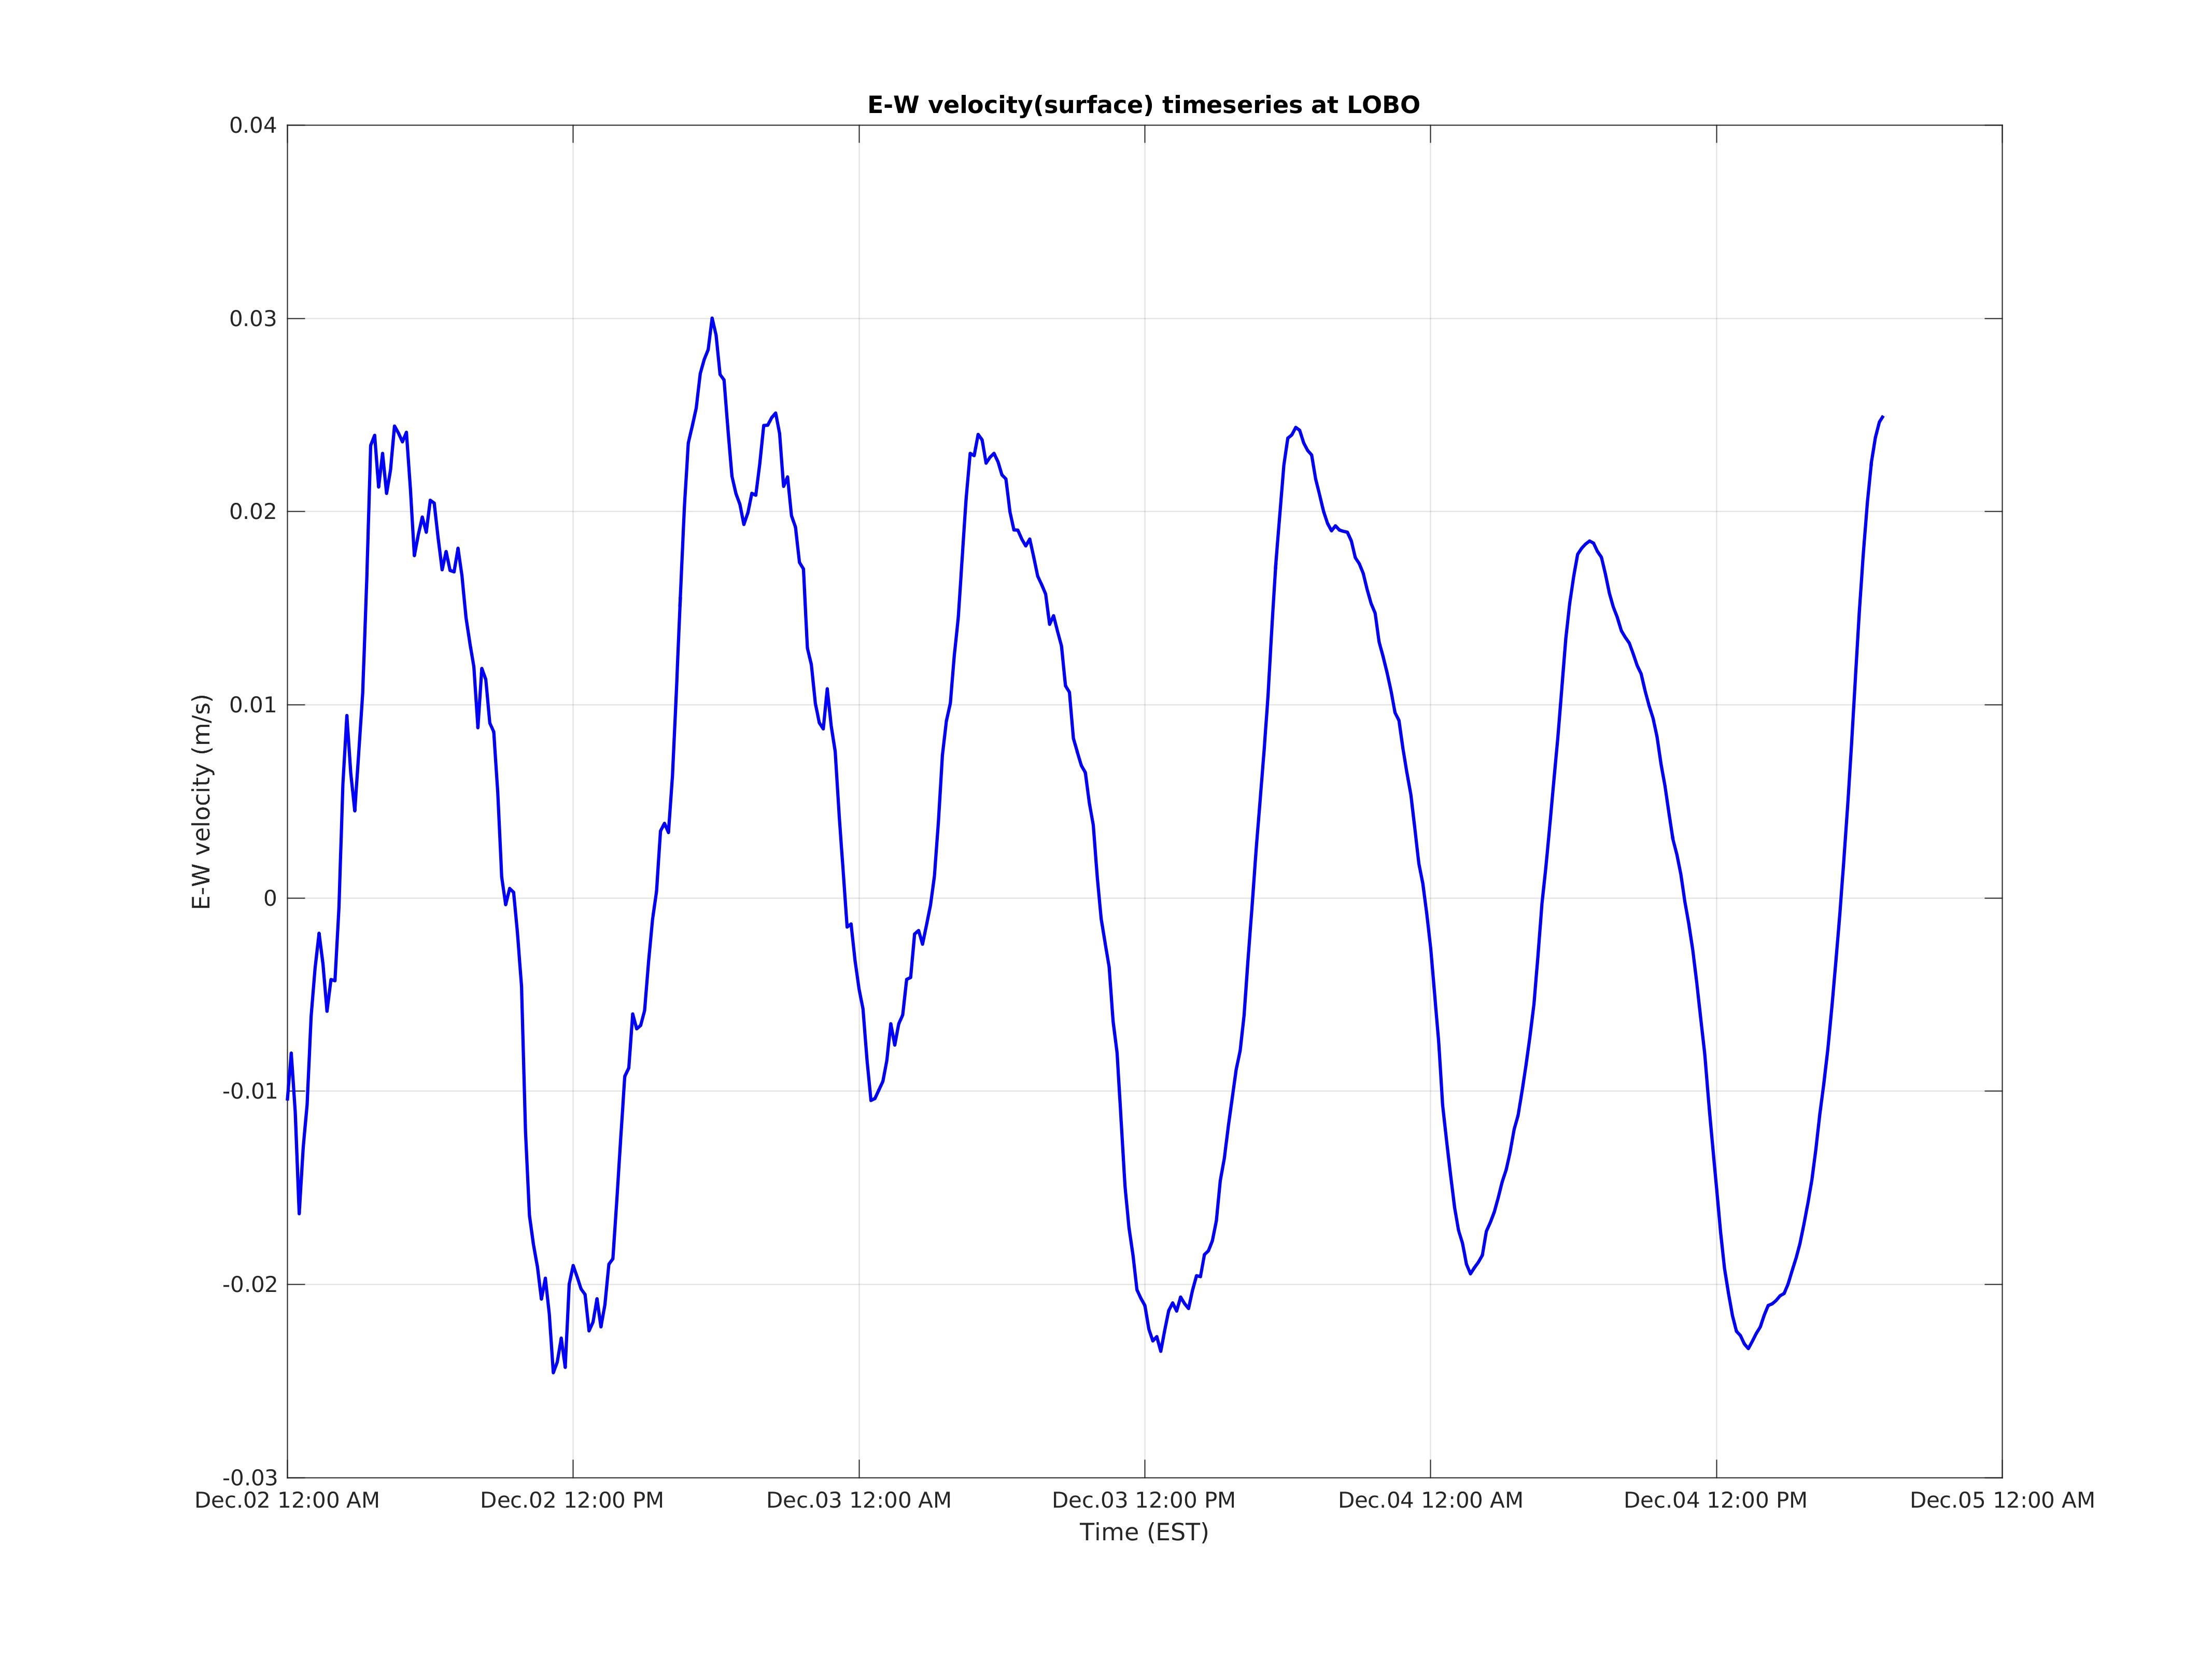 E-W velocity(surface) timeseries at LOBO
0.04
0.03
0.02
0.01
0
-0.01
-0.02
-0.03
E-W velocity (m/s)
Dec.02 12:00 AM Dec.02 12:00 PM Dec.03 12:00 AM Dec.03 12:00 PM Dec.04 12:00 AM Dec.04 12:00 PM Dec.05 12:00 AM
Time (EST)